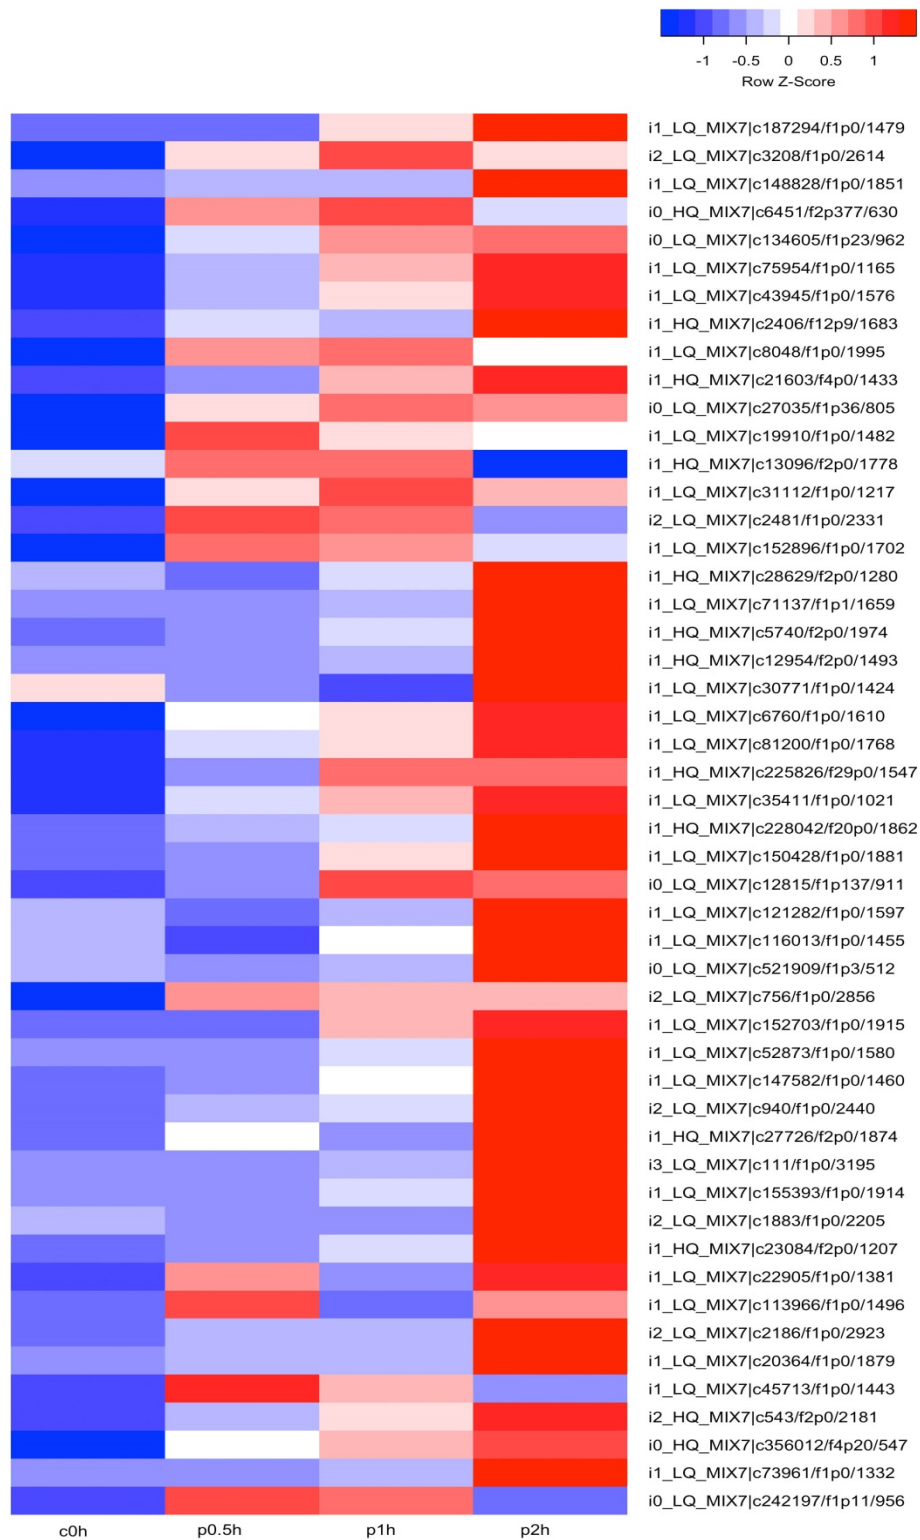 -1 -0.5 0 0.5 1
Row Z-Score
i1_LQ_MIX7|c187294/f1p0/1479
i2_LQ_MIX7|c3208/f1p0/2614
i1_LQ_MIX7|c148828/f1p0/1851
i0_HQ_MIX7|c6451/f2p377/630
i0_LQ_MIX7|c134605/f1p23/962
i1_LQ_MIX7|c75954/f1p0/1165
i1_LQ_MIX7|c43945/f1p0/1576
i1_HQ_MIX7|c2406/f12p9/1683
i1_LQ_MIX7|c8048/f1p0/1995
i1_HQ_MIX7|c21603/f4p0/1433
i0_LQ_MIX7|c27035/f1p36/805
i1_LQ_MIX7|c19910/f1p0/1482
i1_HQ_MIX7|c13096/f2p0/1778
i1_LQ_MIX7|c31112/f1p0/1217
i2_LQ_MIX7|c2481/f1p0/2331
i1_LQ_MIX7|c152896/f1p0/1702
i1_HQ_MIX7|c28629/f2p0/1280
i1_LQ_MIX7|c71137/f1p1/1659
i1_HQ_MIX7|c5740/f2p0/1974
i1_HQ_MIX7|c12954/f2p0/1493
i1_LQ_MIX7|c30771/f1p0/1424
i1_LQ_MIX7|c6760/f1p0/1610
i1_LQ_MIX7|c81200/f1p0/1768
i1_HQ_MIX7|c225826/f29p0/1547
i1_LQ_MIX7|c35411/f1p0/1021
i1_HQ_MIX7|c228042/f20p0/1862
i1_LQ_MIX7|c150428/f1p0/1881
i0_LQ_MIX7|c12815/f1p137/911
i1_LQ_MIX7|c121282/f1p0/1597
i1_LQ_MIX7|c116013/f1p0/1455
i0_LQ_MIX7|c521909/f1p3/512
i2_LQ_MIX7|c756/f1p0/2856
i1_LQ_MIX7|c152703/f1p0/1915
i1_LQ_MIX7|c52873/f1p0/1580
i1_LQ_MIX7|c147582/f1p0/1460
i2_LQ_MIX7|c940/f1p0/2440
i1_HQ_MIX7|c27726/f2p0/1874
i3_LQ_MIX7|c111/f1p0/3195
i1_LQ_MIX7|c155393/f1p0/1914
i2_LQ_MIX7|c1883/f1p0/2205
i1_HQ_MIX7|c23084/f2p0/1207
i1_LQ_MIX7|c22905/f1p0/1381
i1_LQ_MIX7|c113966/f1p0/1496
i2_LQ_MIX7|c2186/f1p0/2923
i1_LQ_MIX7|c20364/f1p0/1879
i1_LQ_MIX7|c45713/f1p0/1443
i2_HQ_MIX7|c543/f2p0/2181
i0_HQ_MIX7|c356012/f4p20/547
i1_LQ_MIX7|c73961/f1p0/1332
i0_LQ_MIX7|c242197/f1p11/956
c0h p0.5h p1h p2h